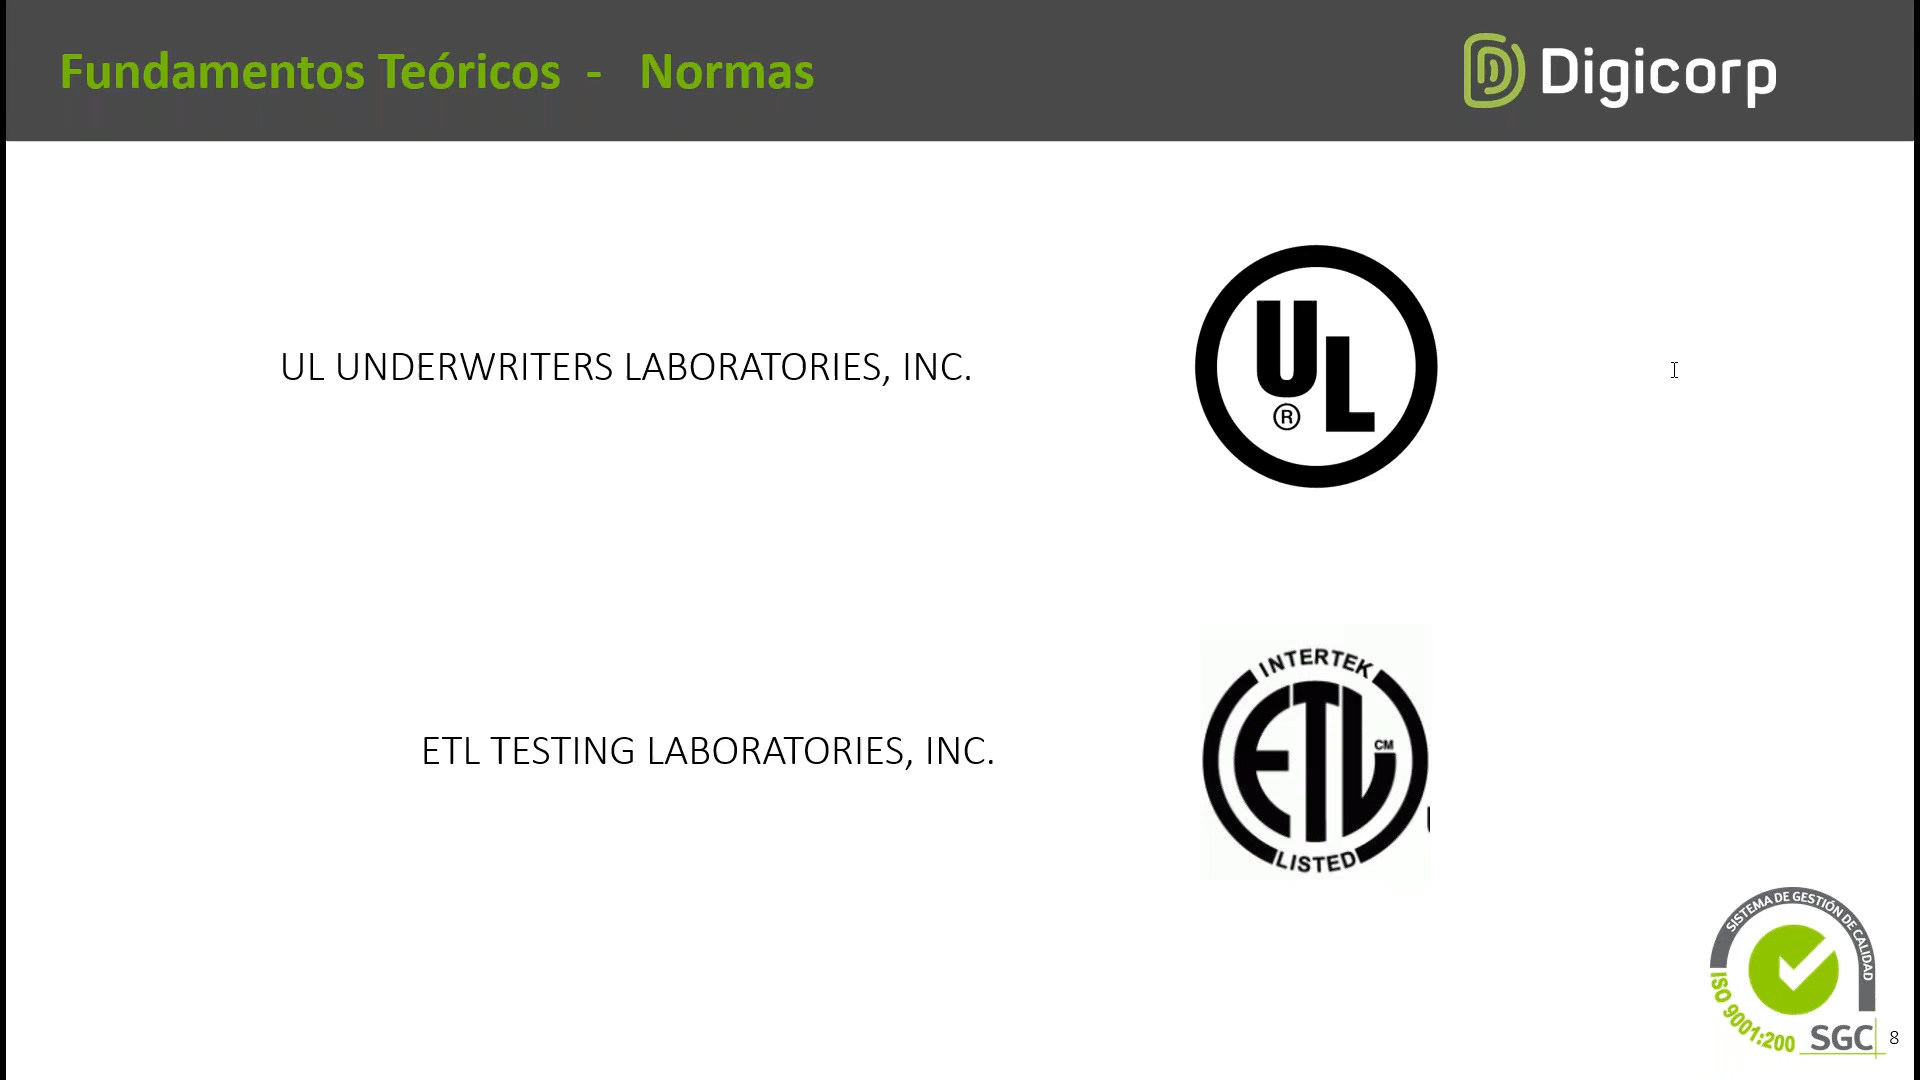 Fundamentos Teóricos - Normas
Digicorp
UL UNDERWRITERS LABORATORIES, INC.
UL
®
ETL TESTING LABORATORIES, INC.
INTERTEK
ETL
CM
LISTED
SISTEMA DE GESTIÓN DE CALIDAD
ISO 9001:200
SGC
8